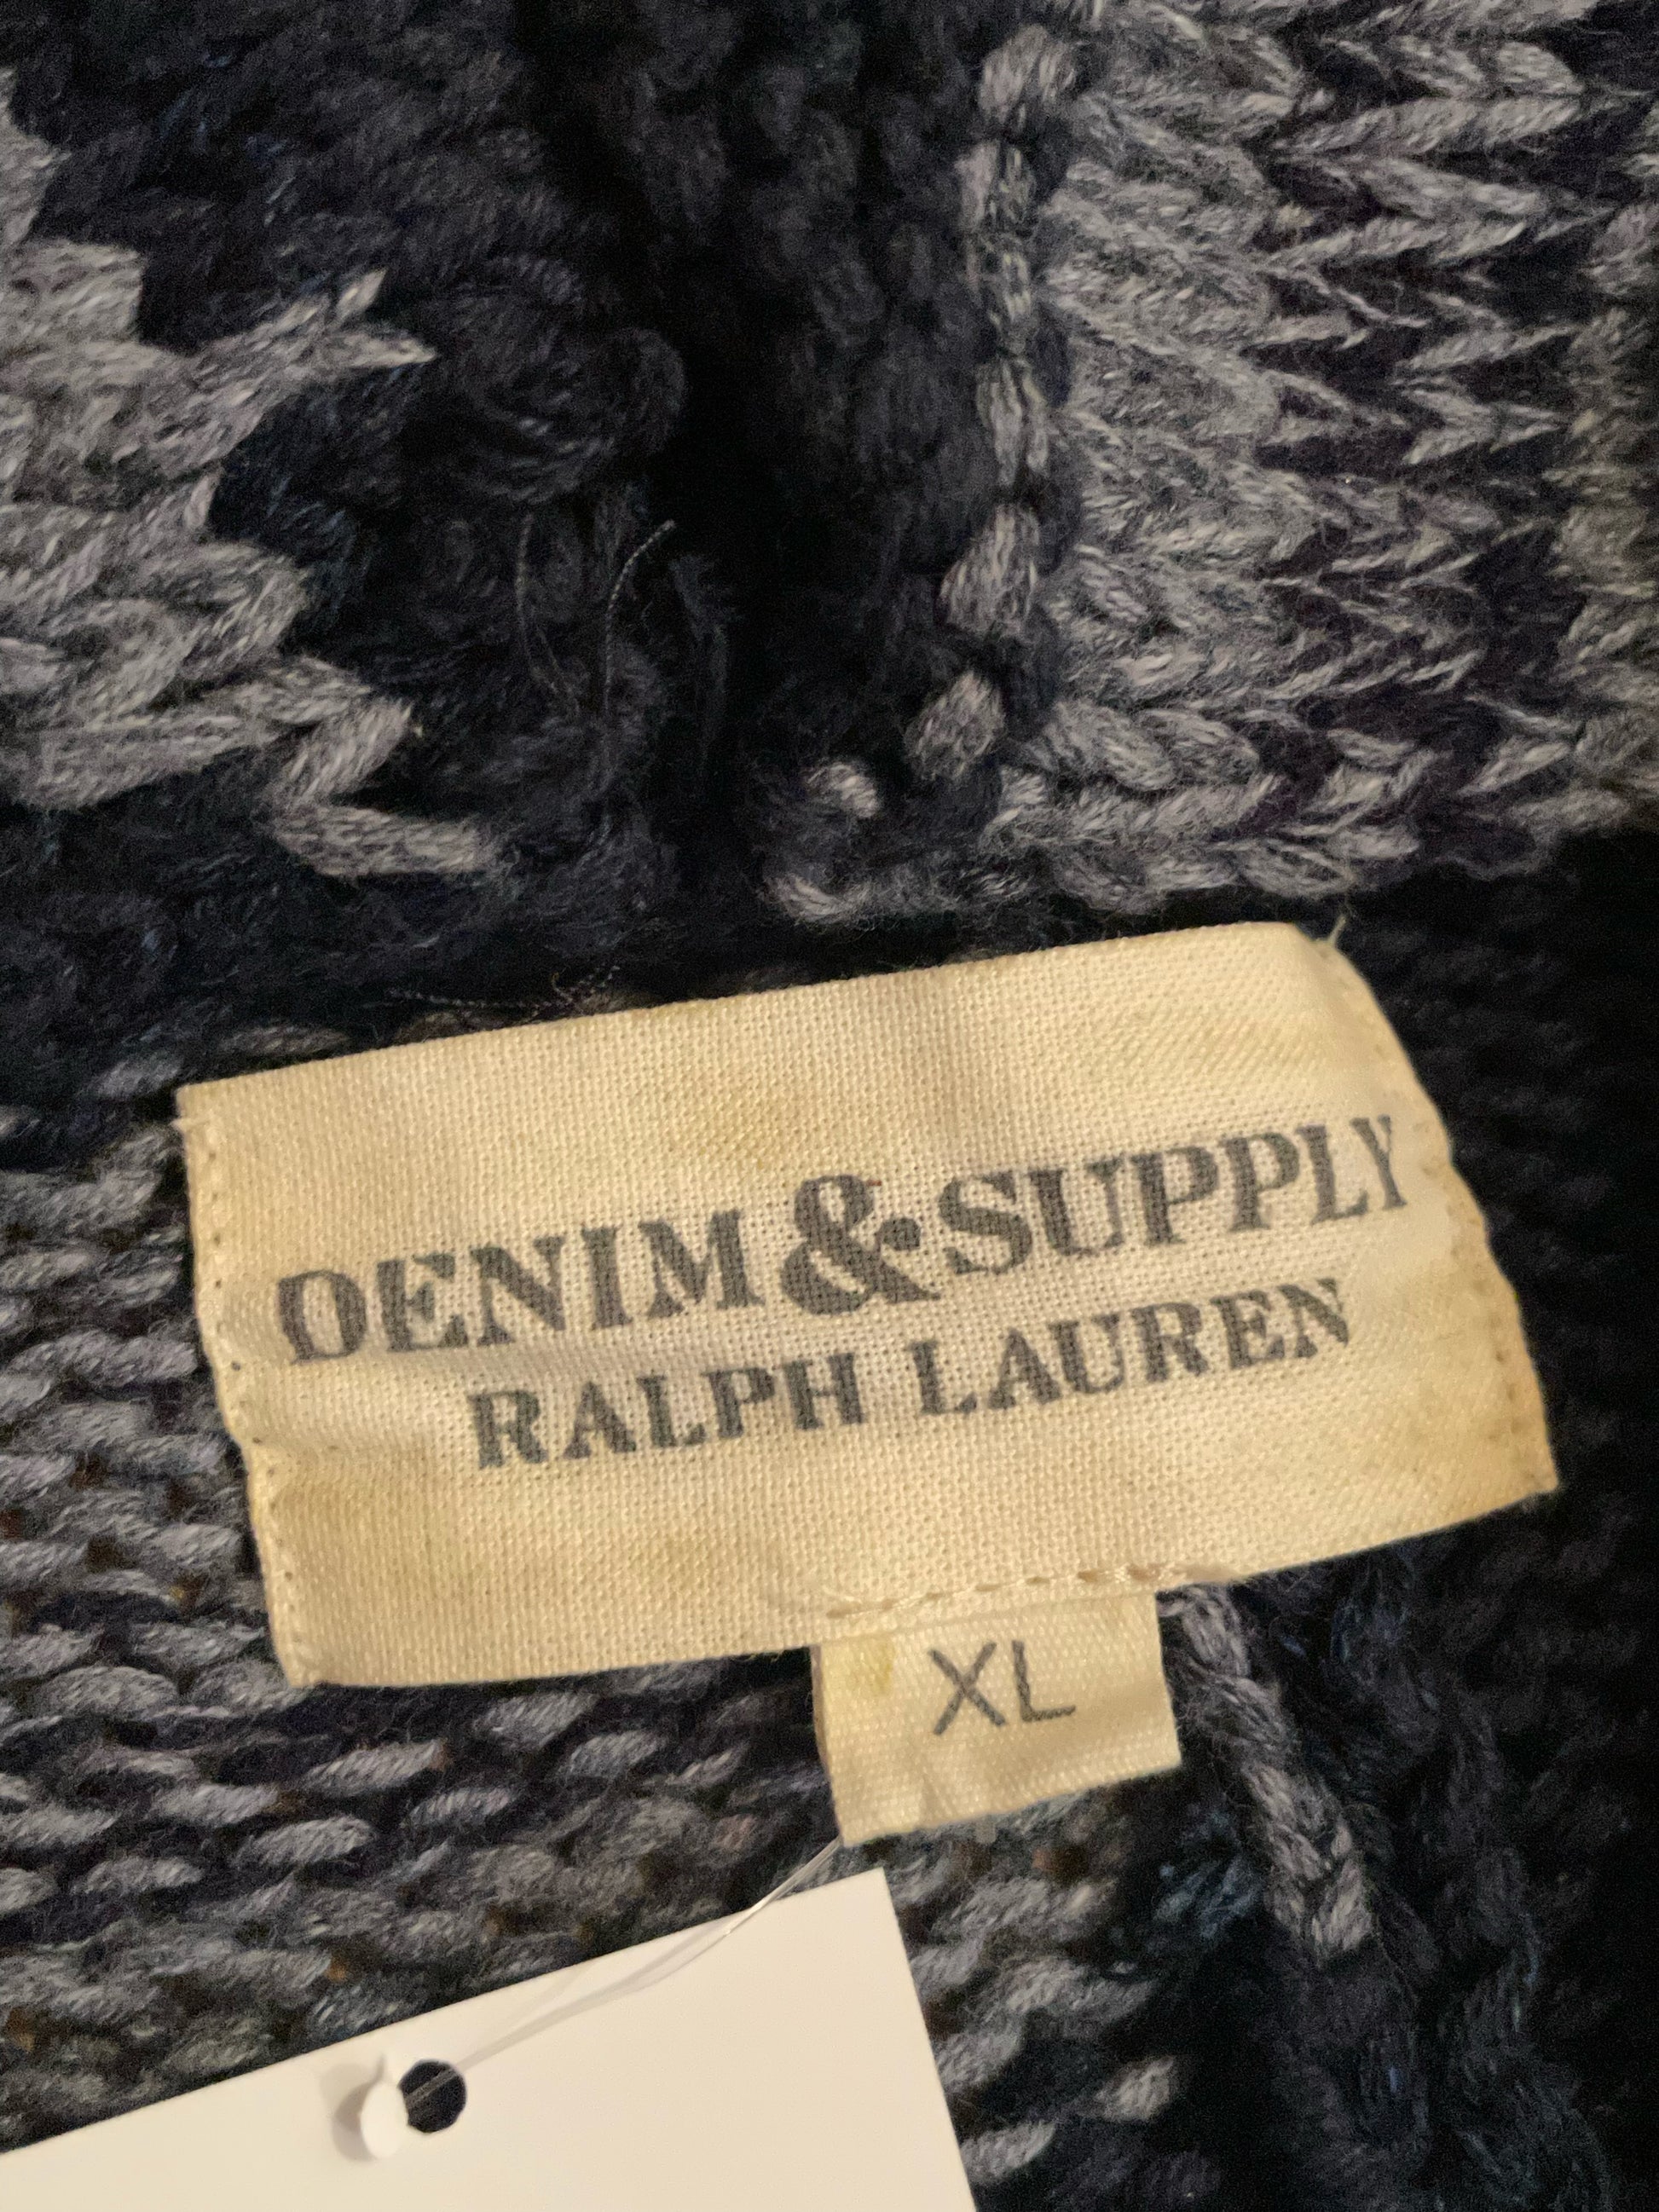 DENIM & SUPPLY
RALPH LAUREN
XL